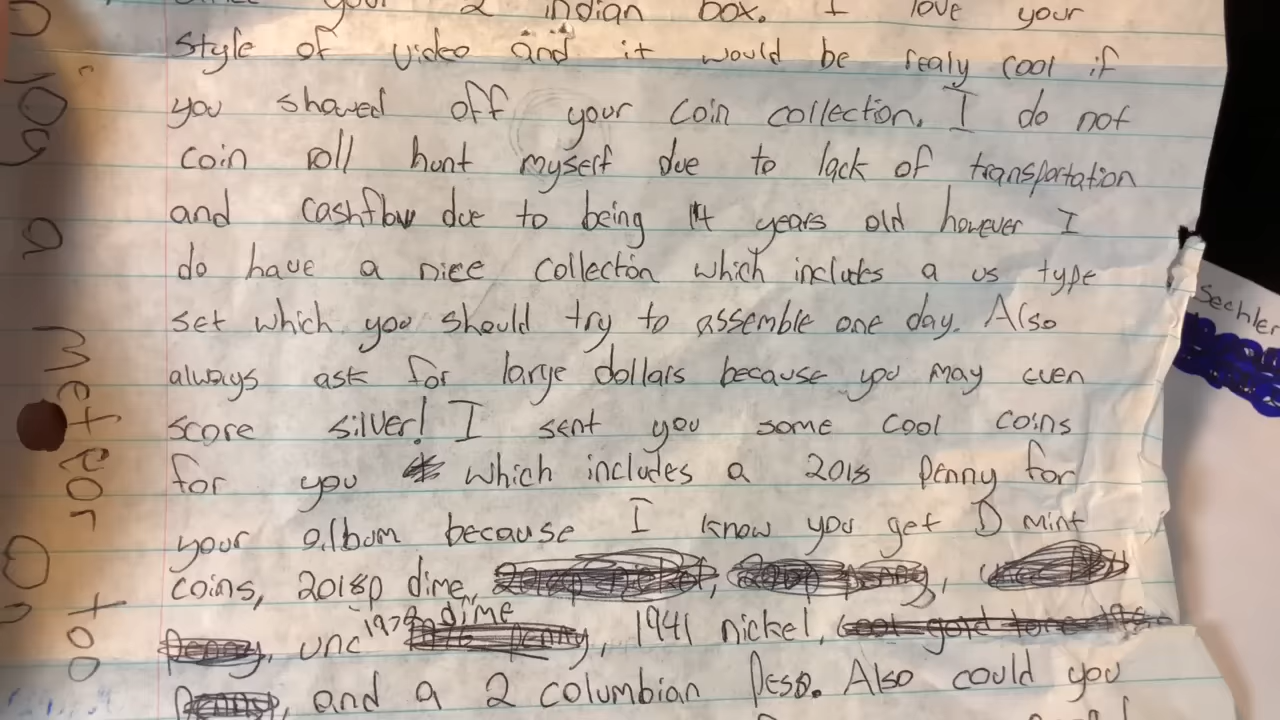 your 2 indian box. I love your
style of video and it would be realy cool if
you showed off your coin collection. I do not
coin roll hunt myself due to lack of transportation
and cashflow due to being 14 years old however I
do have a nice collection which includes a us type
set which you should try to assemble one day. Also
always ask for large dollars because you may even
score silver! I sent you some cool coins
for you which includes a 2018 penny for
your album because I know you get D mint
coins, 2018p dime,
unc dime, 1941 nickel,
and a 2 columbian peso. Also could you
a
too
Sechler